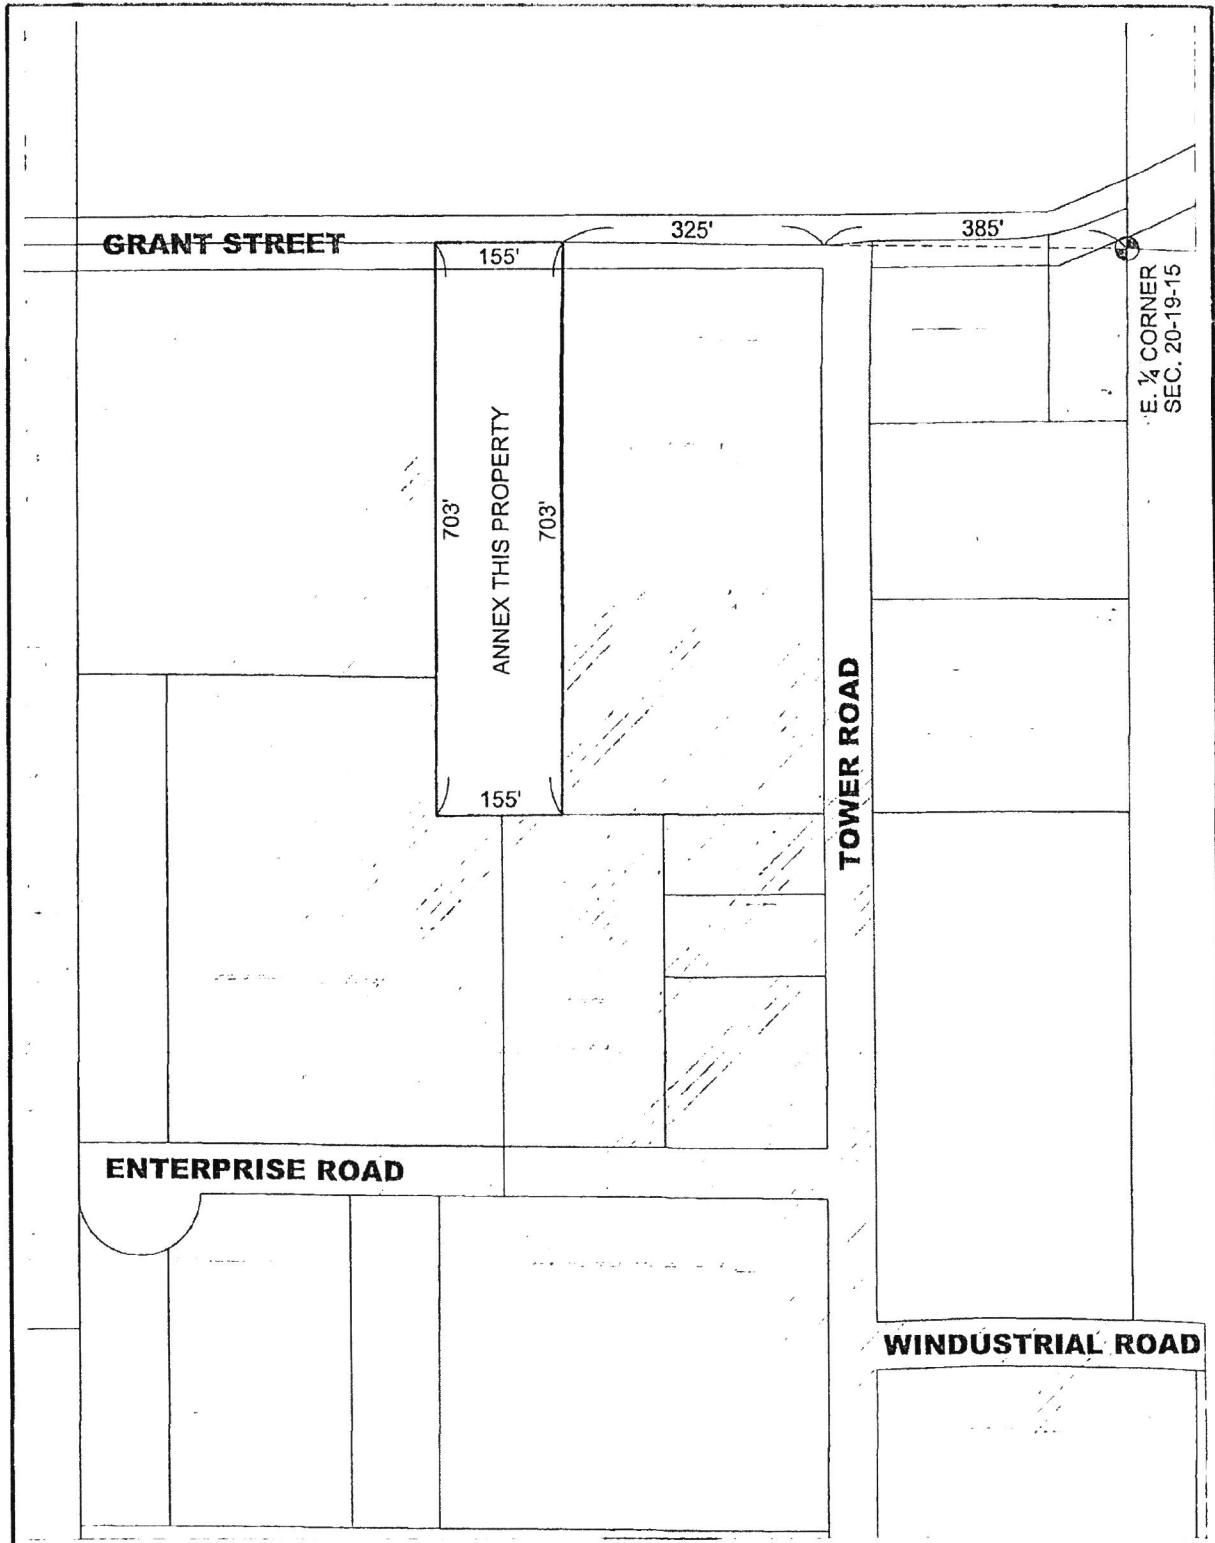 GRANT STREET
325'
385'
155'
E. ¼ CORNER
SEC. 20-19-15
703'
ANNEX THIS PROPERTY
703'
155'
TOWER ROAD
ENTERPRISE ROAD
WINDUSTRIAL ROAD